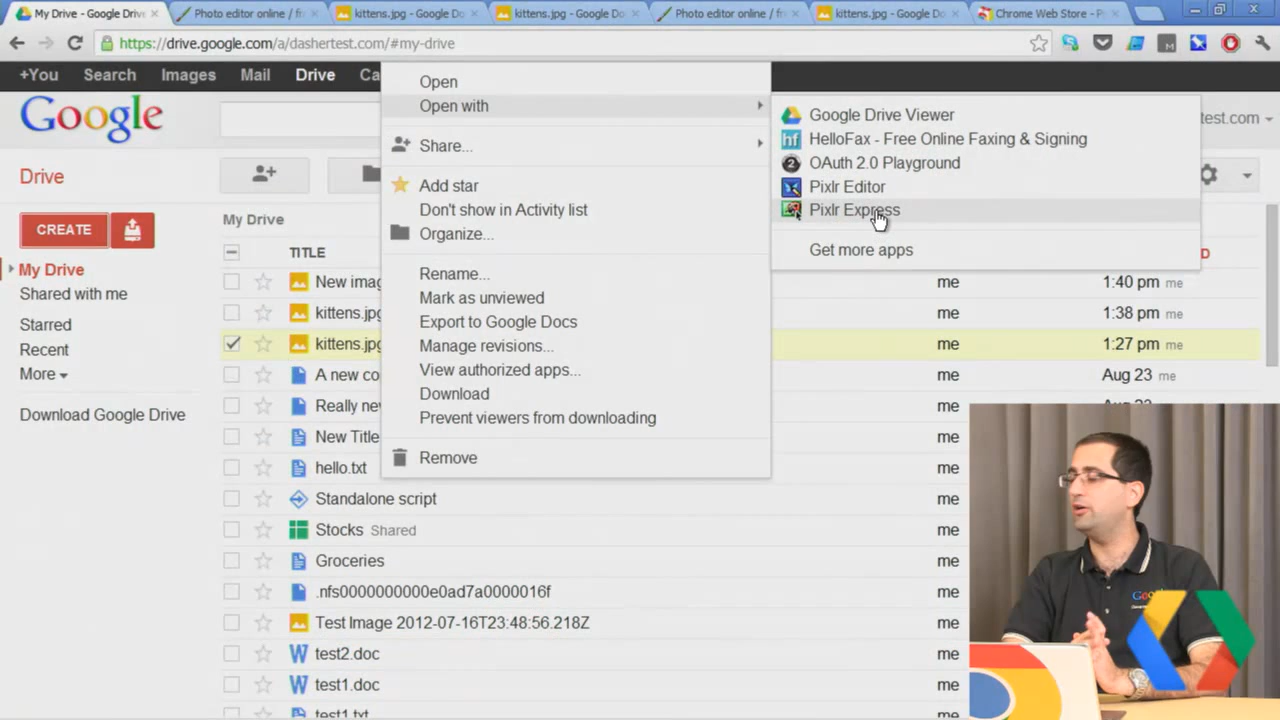 My Drive - Google Drive
Photo editor online / fr
kittens.jpg - Google Do
kittens.jpg - Google Do
Photo editor online / fr
kittens.jpg - Google Do
Chrome Web Store - P
https://drive.google.com/a/dashertest.com/#my-drive
+You Search Images Mail Drive Ca
Google
test.com
Drive
CREATE
My Drive
Shared with me
Starred
Recent
More
Download Google Drive
My Drive
TITLE
D
New imag
me
1:40 pm me
kittens.jpg
me
1:38 pm me
kittens.jpg
me
1:27 pm me
A new co
me
Aug 23 me
Really nev
me
New Title
me
hello.txt
me
Standalone script
me
Stocks Shared
me
Groceries
me
.nfs0000000000e0ad7a0000016f
me
Test Image 2012-07-16T23:48:56.218Z
me
test2.doc
me
test1.doc
me
test1.txt
Open
Open with
Share...
Add star
Don't show in Activity list
Organize...
Rename...
Mark as unviewed
Export to Google Docs
Manage revisions...
View authorized apps...
Download
Prevent viewers from downloading
Remove
Google Drive Viewer
hf HelloFax - Free Online Faxing & Signing
2 OAuth 2.0 Playground
Pixlr Editor
Pixlr Express
Get more apps